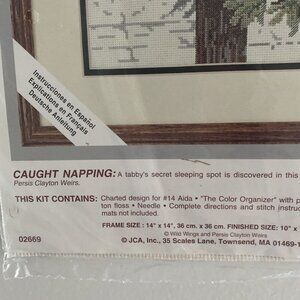 Instrucciones en Español
Explications en Français
Deutsche Anleitung
CAUGHT NAPPING: A tabby's secret sleeping spot is discovered in this
Persis Clayton Weirs.
THIS KIT CONTAINS: Charted design for #14 Aida • "The Color Organizer" with p
ton floss • Needle • Complete directions and stitch instruc
mats not included.
FRAME SIZE : 14" x 14", 36 cm. x 36 cm. FINISHED SIZE: 10" x
© Wild Wings and Persis Clayton Weirs
02669
© JCA, Inc., 35 Scales Lane, Townsend, MA 01469-1